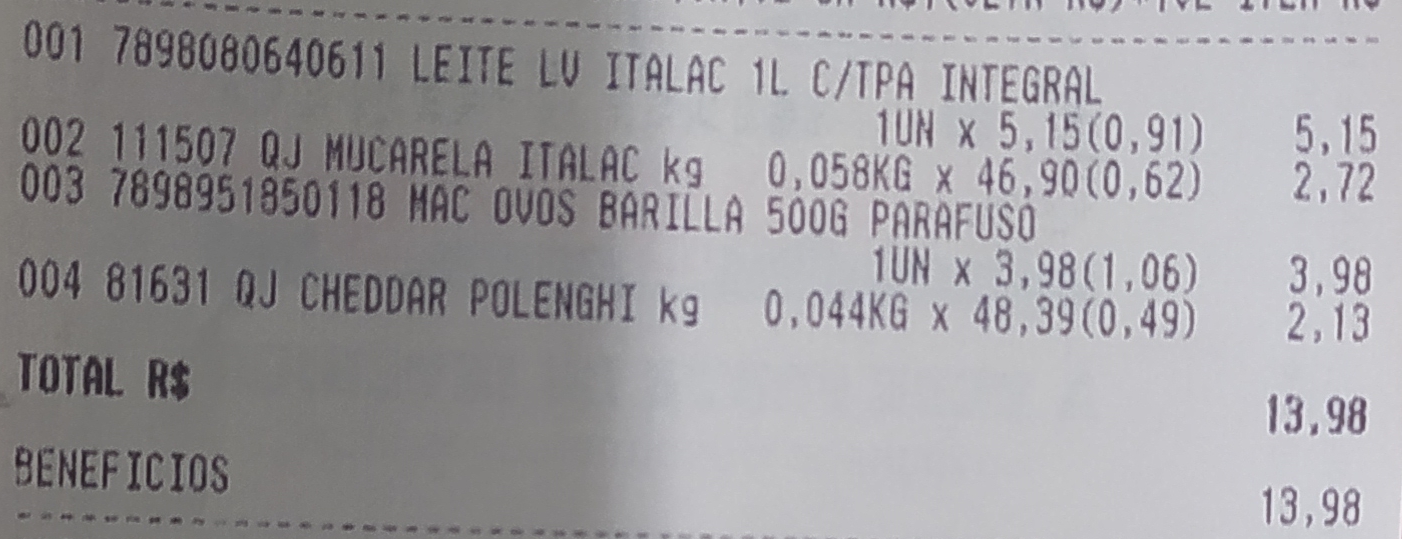 001 7898080640611 LEITE LV ITALAC 1L C/TPA INTEGRAL
1UN x 5,15(0,91) 5,15
002 111507 QJ MUCARELA ITALAC kg 0,058KG x 46,90(0,62) 2,72
003 7898951850118 MAC OVOS BARILLA 500G PARAFUSO
1UN x 3,98(1,06) 3,98
004 81631 QJ CHEDDAR POLENGHI kg 0,044KG x 48,39(0,49) 2,13
TOTAL R$ 13,98
BENEFICIOS 13,98